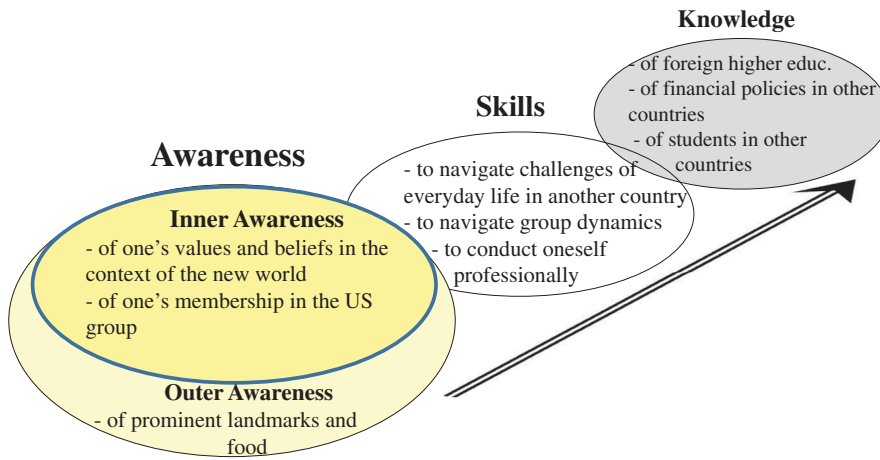 Knowledge
- of foreign higher educ.
- of financial policies in other
countries
- of students in other
countries
Skills
- to navigate challenges of
everyday life in another country
- to navigate group dynamics
- to conduct oneself
professionally
Awareness
Inner Awareness
- of one’s values and beliefs in the
context of the new world
- of one’s membership in the US
group
Outer Awareness
- of prominent landmarks and
food